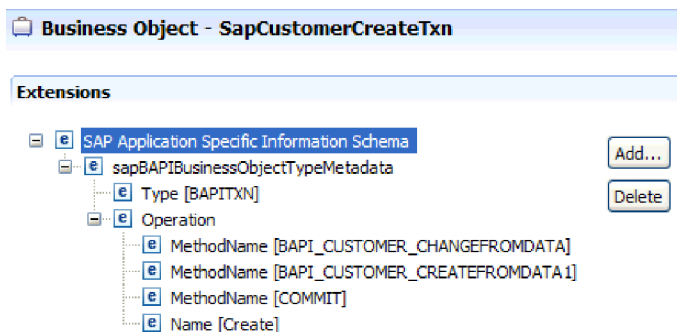 Business Object - SapCustomerCreateTxn
Extensions
SAP Application Specific Information Schema
Add...
sapBAPIBusinessObjectTypeMetadata
Type [BAPITXN]
Delete
Operation
MethodName [BAPI_CUSTOMER_CHANGEFROMDATA]
MethodName [BAPI_CUSTOMER_CREATEFROMDATA1]
MethodName [COMMIT]
Name [Create]